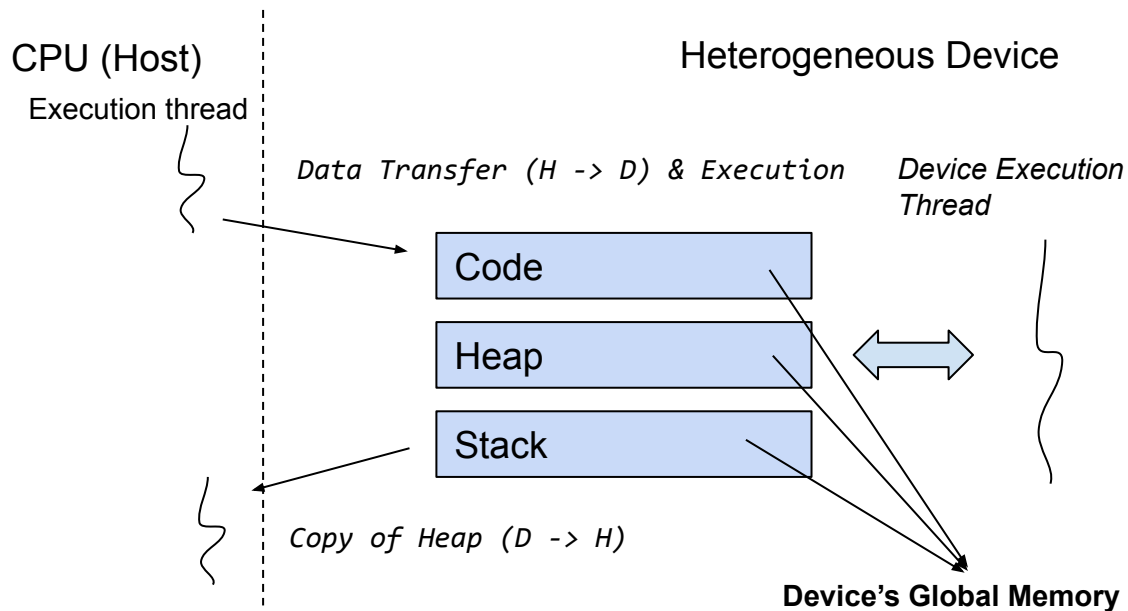 CPU (Host)
Heterogeneous Device
Execution thread
Data Transfer (H -> D) & Execution
Device Execution
Thread
Code
Heap
Stack
Copy of Heap (D -> H)
Device's Global Memory